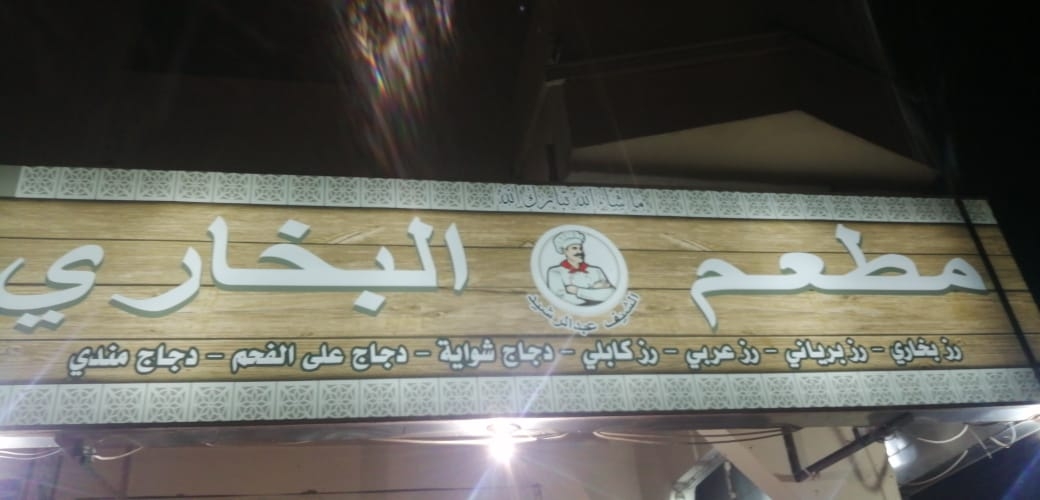 ما شاء الله تبارك الله
مطعم البخاري
الشيف عبدالرشيد
رز بخاري - رز برياني - رز عربي - رز كابلي - دجاج شواية - دجاج على الفحم - دجاج مندي